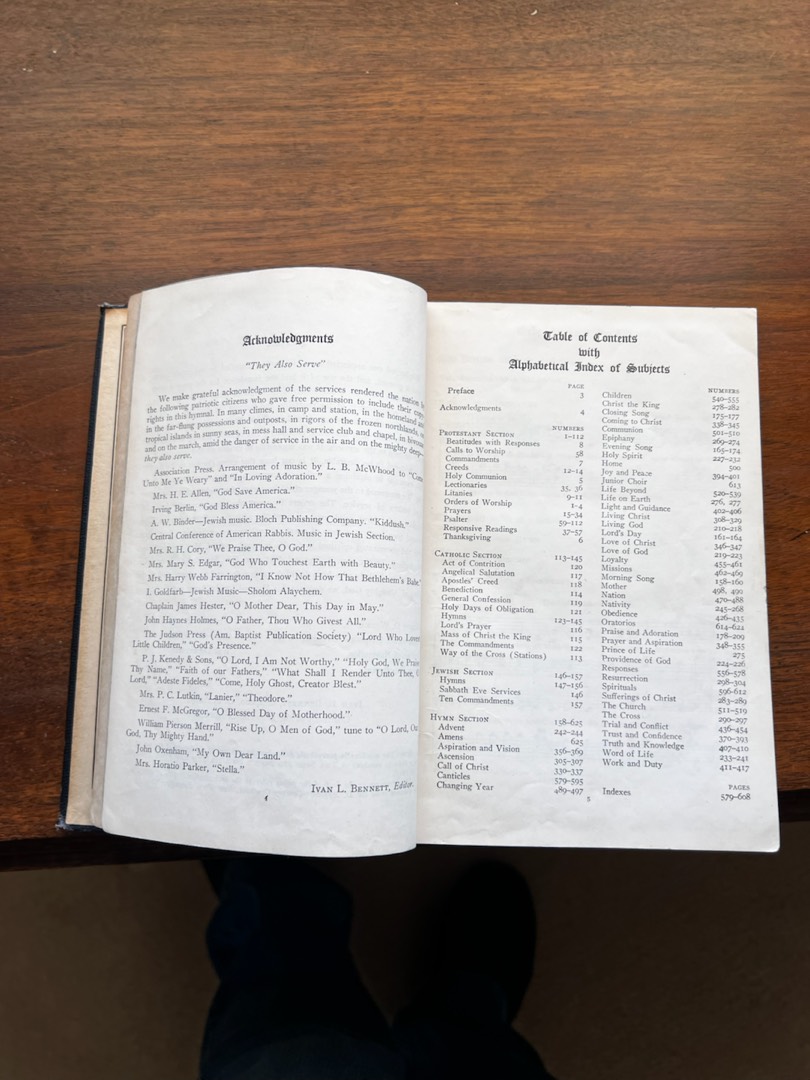 Acknowledgments
"They Also Serve"
We make grateful acknowledgment of the services rendered the nation by
the following patriotic citizens who gave free permission to include their
rights in this hymnal. In many climes, in camp and station, in the homeland and
in the far-flung possessions and outposts, in rigors of the frozen northlands, on
tropical islands in sunny seas, in mess hall and service club and chapel, in
and on the march, amid the danger of service in the air and on the mighty deep—
they also serve.
Association Press. Arrangement of music by L. B. McWhood to "Come
Unto Me Ye Weary" and "In Loving Adoration."
Mrs. H. E. Allen, "God Save America."
Irving Berlin, "God Bless America."
A. W. Binder—Jewish music. Bloch Publishing Company. "Kiddush."
Central Conference of American Rabbis. Music in Jewish Section.
Mrs. R. H. Cory, "We Praise Thee, O God."
Mrs. Mary S. Edgar, "God Who Touchest Earth with Beauty."
Mrs. Harry Webb Farrington, "I Know Not How That Bethlehem's Babe"
I. Goldfarb—Jewish Music—Sholom Alaychem.
Chaplain James Hester, "O Mother Dear, This Day in May."
John Haynes Holmes, "O Father, Thou Who Givest All."
The Judson Press (Am. Baptist Publication Society) "Lord Who Loves
Little Children," "God's Presence."
P. J. Kenedy & Sons, "O Lord, I Am Not Worthy," "Holy God, We Praise
Thy Name," "Faith of our Fathers," "What Shall I Render Unto Thee,
Lord," "Adeste Fideles," "Come, Holy Ghost, Creator Blest."
Mrs. P. C. Lutkin, "Lanier," "Theodore."
Ernest F. McGregor, "O Blessed Day of Motherhood."
William Pierson Merrill, "Rise Up, O Men of God," tune to "O Lord, Our
God, Thy Mighty Hand."
John Oxenham, "My Own Dear Land."
Mrs. Horatio Parker, "Stella."
IVAN L. BENNETT, Editor.
4
Table of Contents
with
Alphabetical Index of Subjects
PAGE
Preface 3
Acknowledgments 4
NUMBERS
PROTESTANT SECTION 1–112
Beatitudes with Responses 8
Calls to Worship 58
Commandments 7
Creeds 12–14
Holy Communion 5
Lectionaries 35, 36
Litanies 9–11
Orders of Worship 1–4
Prayers 15–34
Psalter 59–112
Responsive Readings 37–57
Thanksgiving 6
CATHOLIC SECTION 113–145
Act of Contrition 120
Angelical Salutation 117
Apostles' Creed 118
Benediction 114
General Confession 119
Holy Days of Obligation 121
Hymns 123–145
Lord's Prayer 116
Mass of Christ the King 115
The Commandments 122
Way of the Cross (Stations) 113
JEWISH SECTION 146–157
Hymns 147–156
Sabbath Eve Services 146
Ten Commandments 157
HYMN SECTION 158–625
Advent 242–244
Amens 625
Aspiration and Vision 356–369
Ascension 305–307
Call of Christ 330–337
Canticles 579–595
Changing Year 489–497
NUMBERS
Children 540–555
Christ the King 278–282
Closing Song 175–177
Coming to Christ 338–345
Communion 501–510
Epiphany 269–274
Evening Song 165–174
Holy Spirit 227–232
Home 500
Joy and Peace 394–401
Junior Choir 613
Life Beyond 520–539
Life on Earth 276, 277
Light and Guidance 402–406
Living Christ 308–329
Living God 210–218
Lord's Day 161–164
Love of Christ 346–347
Love of God 219–223
Loyalty 453–461
Missions 462–469
Morning Song 158–160
Mother 498, 499
Nation 470–488
Nativity 245–268
Obedience 426–435
Oratorios 614–624
Praise and Adoration 178–209
Prayer and Aspiration 348–355
Prince of Life 275
Providence of God 224–226
Responses 556–578
Resurrection 298–304
Spirituals 596–612
Sufferings of Christ 283–289
The Church 511–519
The Cross 290–297
Trial and Conflict 436–454
Trust and Confidence 370–393
Truth and Knowledge 407–410
Word of Life 233–241
Work and Duty 411–417
PAGES
Indexes 579–608
5